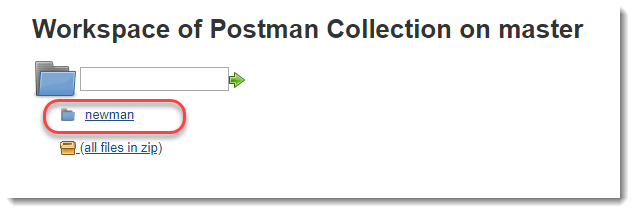 Workspace of Postman Collection on master
newman
(all files in zip)